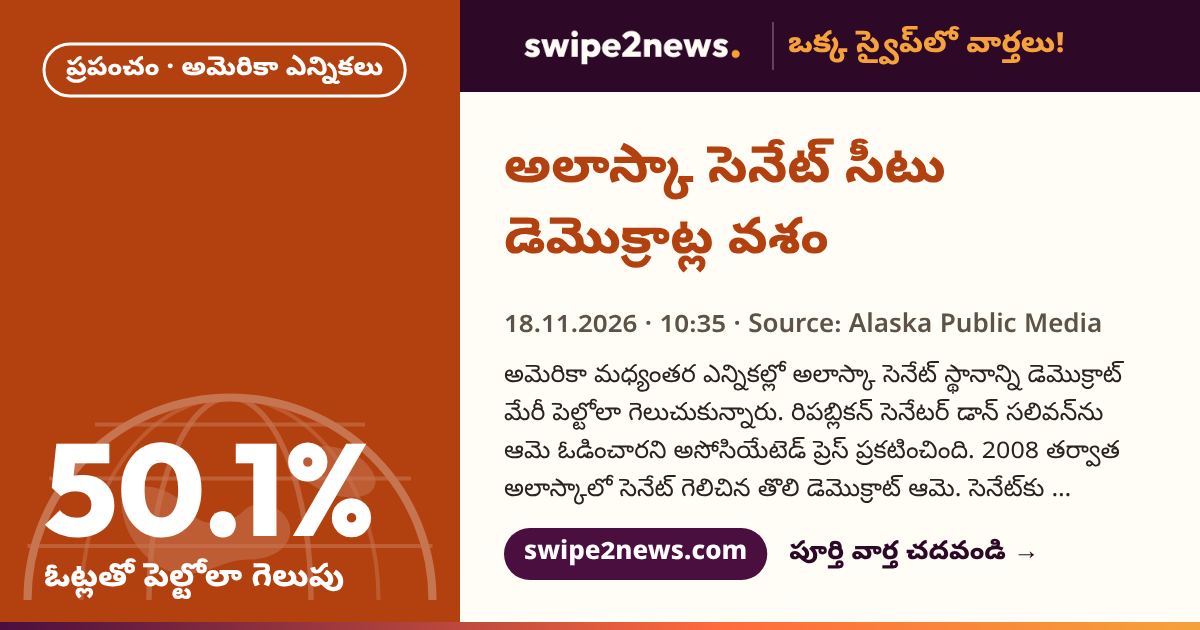 ప్రపంచం · అమెరికా ఎన్నికలు
50.1%
ఓట్లతో పెల్టోలా గెలుపు
swipe2news.
ఒక్క స్వైప్‌లో వార్తలు!
అలాస్కా సెనేట్ సీటు
డెమొక్రాట్ల వశం
18.11.2026 · 10:35 · Source: Alaska Public Media
అమెరికా మధ్యంతర ఎన్నికల్లో అలాస్కా సెనేట్ స్థానాన్ని డెమొక్రాట్
మేరీ పెల్టోలా గెలుచుకున్నారు. రిపబ్లికన్ సెనేటర్ డాన్ సలివన్‌ను
ఆమె ఓడించారని అసోసియేటెడ్ ప్రెస్ ప్రకటించింది. 2008 తర్వాత
అలాస్కాలో సెనేట్ గెలిచిన తొలి డెమొక్రాట్ ఆమె. సెనేట్‌కు ...
swipe2news.com
పూర్తి వార్త చదవండి →